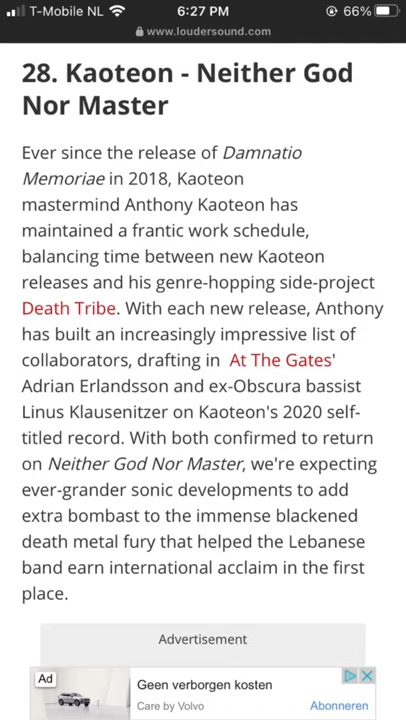 T-Mobile NL 6:27 PM 66%
www.loudersound.com
28. Kaoteon - Neither God
Nor Master
Ever since the release of Damnatio
Memoriae in 2018, Kaoteon
mastermind Anthony Kaoteon has
maintained a frantic work schedule,
balancing time between new Kaoteon
releases and his genre-hopping side-project
Death Tribe. With each new release, Anthony
has built an increasingly impressive list of
collaborators, drafting in At The Gates'
Adrian Erlandsson and ex-Obscura bassist
Linus Klausenitzer on Kaoteon's 2020 self-
titled record. With both confirmed to return
on Neither God Nor Master, we're expecting
ever-grander sonic developments to add
extra bombast to the immense blackened
death metal fury that helped the Lebanese
band earn international acclaim in the first
place.
Advertisement
Ad
Geen verborgen kosten
Care by Volvo
Abonneren